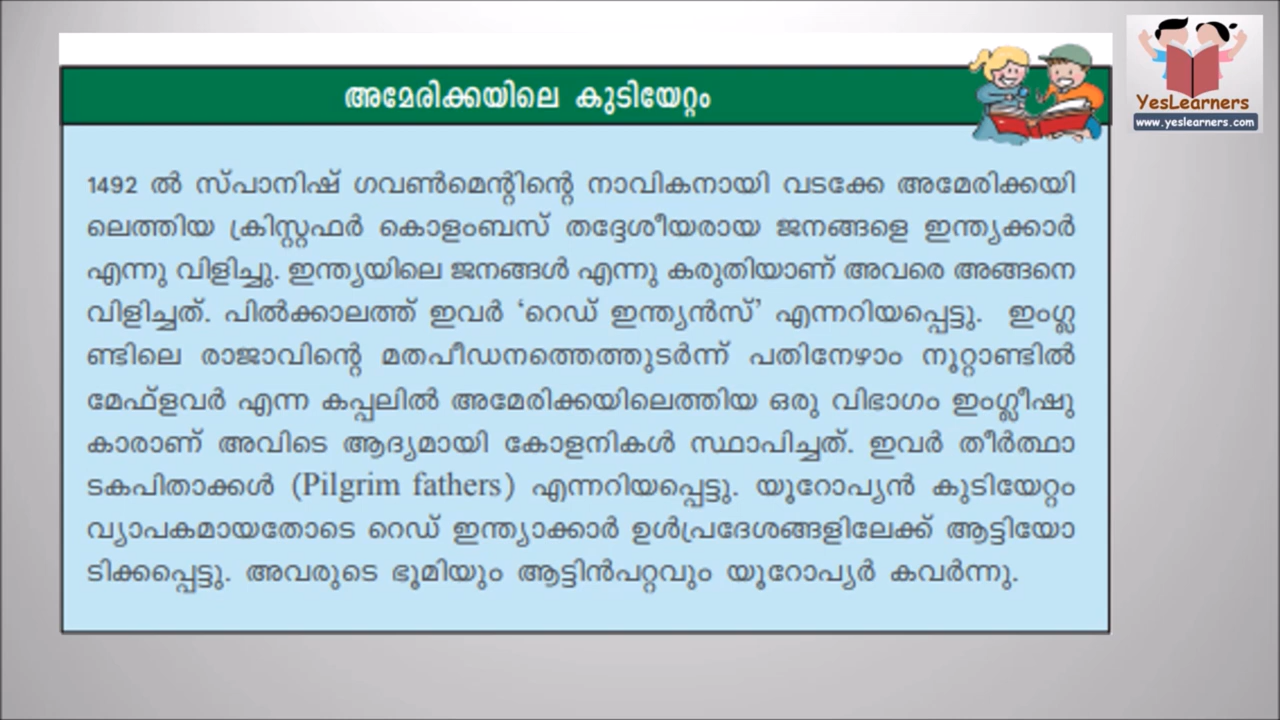 അമേരിക്കയിലെ കുടിയേറ്റം
YesLearners
www.yeslearners.com
1492 ൽ സ്പാനിഷ് ഗവൺമെന്റിന്റെ നാവികനായി വടക്കേ അമേരിക്കയി
ലെത്തിയ ക്രിസ്റ്റഫർ കൊളംബസ് തദ്ദേശീയരായ ജനങ്ങളെ ഇന്ത്യക്കാർ
എന്നു വിളിച്ചു. ഇന്ത്യയിലെ ജനങ്ങൾ എന്നു കരുതിയാണ് അവരെ അങ്ങനെ
വിളിച്ചത്. പിൽക്കാലത്ത് ഇവർ ‘റെഡ് ഇന്ത്യൻസ്’ എന്നറിയപ്പെട്ടു. ഇംഗ്ല
ണ്ടിലെ രാജാവിന്റെ മതപീഡനത്തെത്തുടർന്ന് പതിനേഴാം നൂറ്റാണ്ടിൽ
മേഫ്ളവർ എന്ന കപ്പലിൽ അമേരിക്കയിലെത്തിയ ഒരു വിഭാഗം ഇംഗ്ലീഷു
കാരാണ് അവിടെ ആദ്യമായി കോളനികൾ സ്ഥാപിച്ചത്. ഇവർ തീർത്ഥാ
ടകപിതാക്കൾ (Pilgrim fathers) എന്നറിയപ്പെട്ടു. യൂറോപ്യൻ കുടിയേറ്റം
വ്യാപകമായതോടെ റെഡ് ഇന്ത്യാക്കാർ ഉൾപ്രദേശങ്ങളിലേക്ക് ആട്ടിയോ
ടിക്കപ്പെട്ടു. അവരുടെ ഭൂമിയും ആട്ടിൻപറ്റവും യൂറോപ്യർ കവർന്നു.